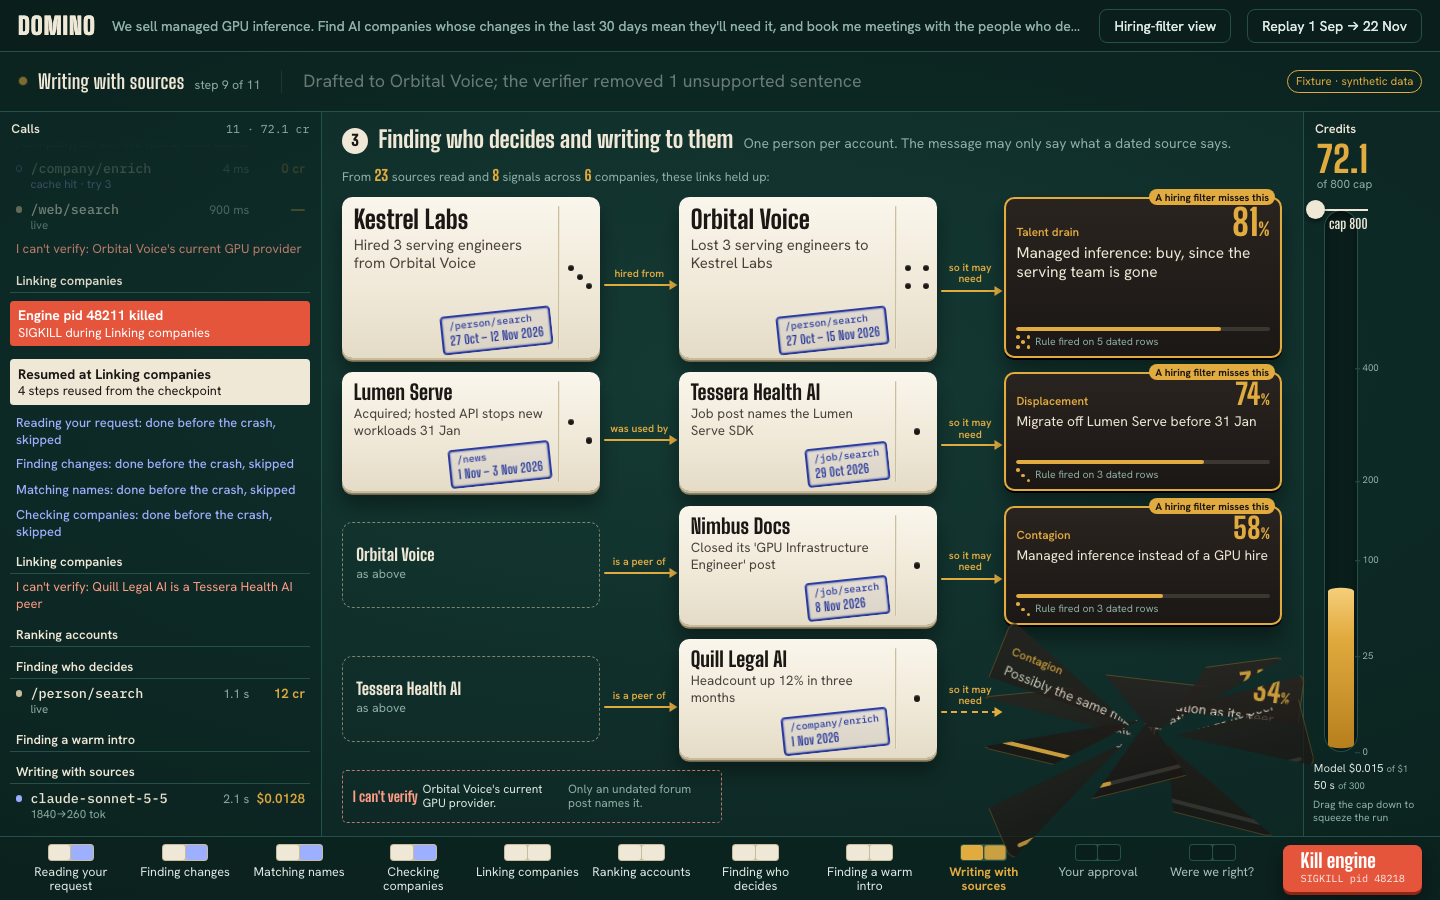 DOMINO
We sell managed GPU inference. Find AI companies whose changes in the last 30 days mean they'll need it, and book me meetings with the people who de...
Hiring-filter view
Replay 1 Sep → 22 Nov
Writing with sources
step 9 of 11
Drafted to Orbital Voice; the verifier removed 1 unsupported sentence
Fixture · synthetic data
Calls
11 · 72.1 cr
/company/enrich
4 ms
0 cr
cache hit · try 3
/web/search
900 ms
—
live
I can't verify: Orbital Voice's current GPU provider
Linking companies
Engine pid 48211 killed
SIGKILL during Linking companies
Resumed at Linking companies
4 steps reused from the checkpoint
Reading your request: done before the crash,
skipped
Finding changes: done before the crash, skipped
Matching names: done before the crash, skipped
Checking companies: done before the crash,
skipped
Linking companies
I can't verify: Quill Legal AI is a Tessera Health AI
peer
Ranking accounts
Finding who decides
/person/search
1.1 s
12 cr
live
Finding a warm intro
Writing with sources
claude-sonnet-5-5
2.1 s
$0.0128
1840→260 tok
3
Finding who decides and writing to them
One person per account. The message may only say what a dated source says.
From 23 sources read and 8 signals across 6 companies, these links held up:
Kestrel Labs
Hired 3 serving engineers
from Orbital Voice
/person/search
27 Oct – 12 Nov 2026
hired from
Orbital Voice
Lost 3 serving engineers to
Kestrel Labs
/person/search
27 Oct – 15 Nov 2026
so it may
need
A hiring filter misses this
Talent drain
81%
Managed inference: buy, since the
serving team is gone
Rule fired on 5 dated rows
Lumen Serve
Acquired; hosted API stops new
workloads 31 Jan
/news
1 Nov – 3 Nov 2026
was used by
Tessera Health AI
Job post names the Lumen
Serve SDK
/job/search
29 Oct 2026
so it may
need
A hiring filter misses this
Displacement
74%
Migrate off Lumen Serve before 31 Jan
Rule fired on 3 dated rows
Orbital Voice
as above
is a peer of
Nimbus Docs
Closed its 'GPU Infrastructure
Engineer' post
/job/search
8 Nov 2026
so it may
need
A hiring filter misses this
Contagion
58%
Managed inference instead of a GPU hire
Rule fired on 3 dated rows
Tessera Health AI
as above
is a peer of
Quill Legal AI
Headcount up 12% in three
months
/company/enrich
1 Nov 2026
so it may
need
Contagion
Possibly the same
34%
I can't verify
Orbital Voice's current
GPU provider.
Only an undated forum
post names it.
Credits
72.1
of 800 cap
cap 800
400
200
100
25
0
Model $0.015 of $1
50 s of 300
Drag the cap down to
squeeze the run
Reading your
request
Finding changes
Matching names
Checking
companies
Linking companies
Ranking accounts
Finding who
decides
Finding a warm
intro
Writing with
sources
Your approval
Were we right?
Kill engine
SIGKILL pid 48218